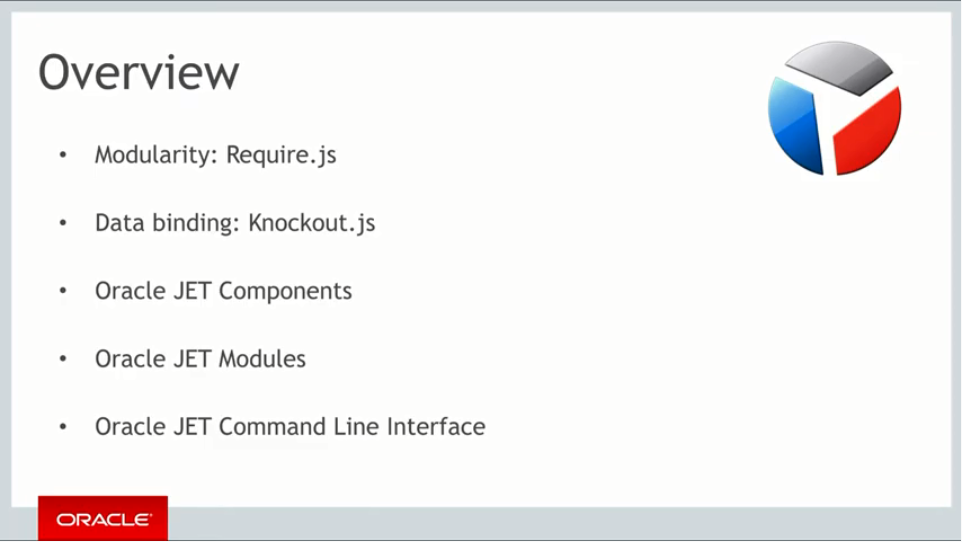 Overview
• Modularity: Require.js
• Data binding: Knockout.js
• Oracle JET Components
• Oracle JET Modules
• Oracle JET Command Line Interface
ORACLE